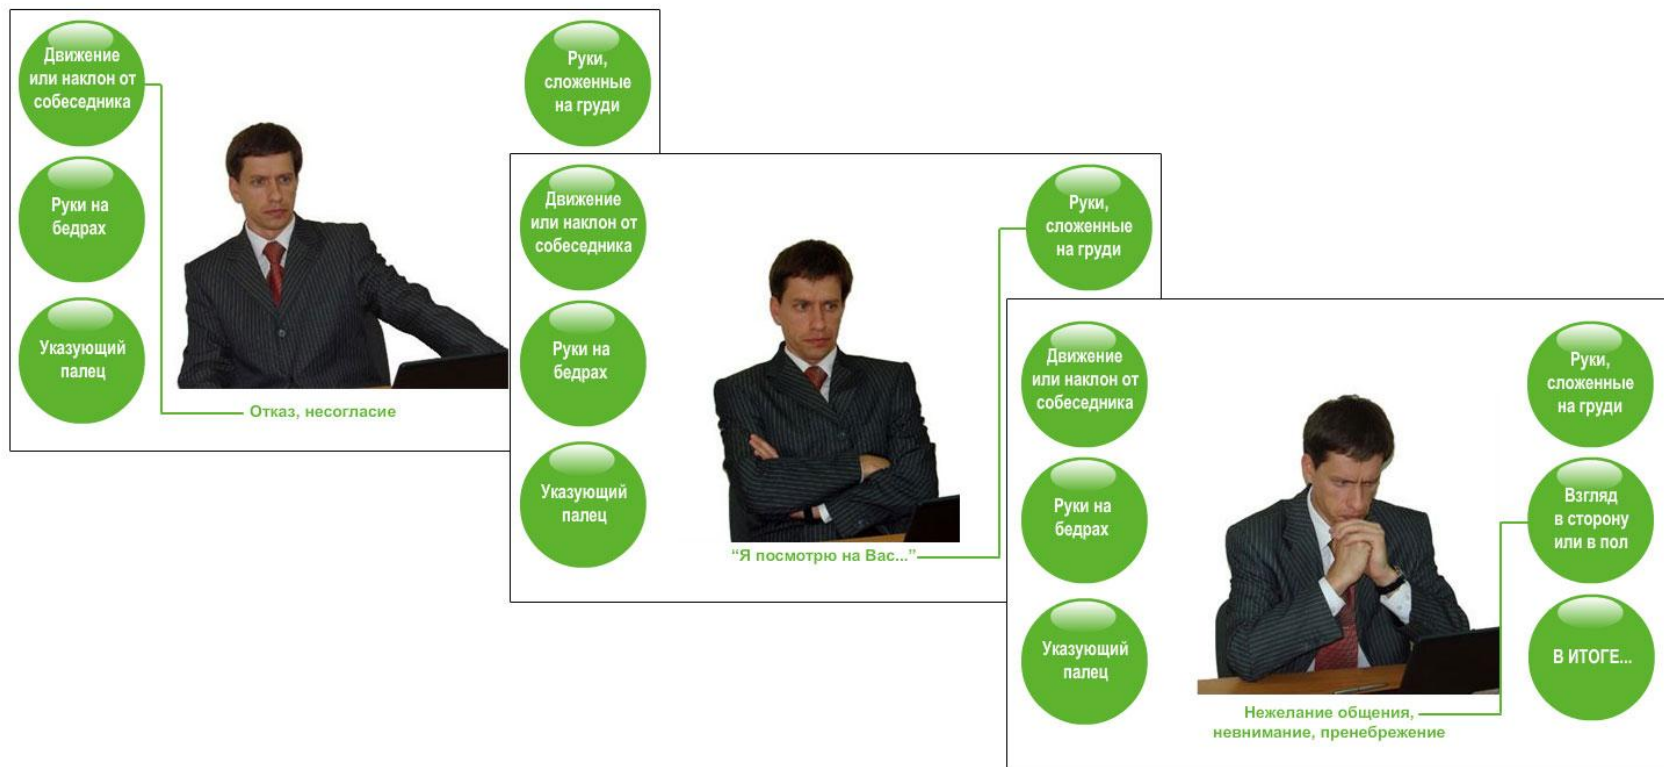 Движение
или наклон от
собеседника
Руки на
бедрах
Указующий
палец
Руки,
сложенные
на груди
Отказ, несогласие
Движение
или наклон от
собеседника
Руки на
бедрах
Указующий
палец
Руки,
сложенные
на груди
“Я посмотрю на Вас...”
Движение
или наклон от
собеседника
Руки на
бедрах
Указующий
палец
Руки,
сложенные
на груди
Взгляд
в сторону
или в пол
В ИТОГЕ...
Нежелание общения,
невнимание, пренебрежение